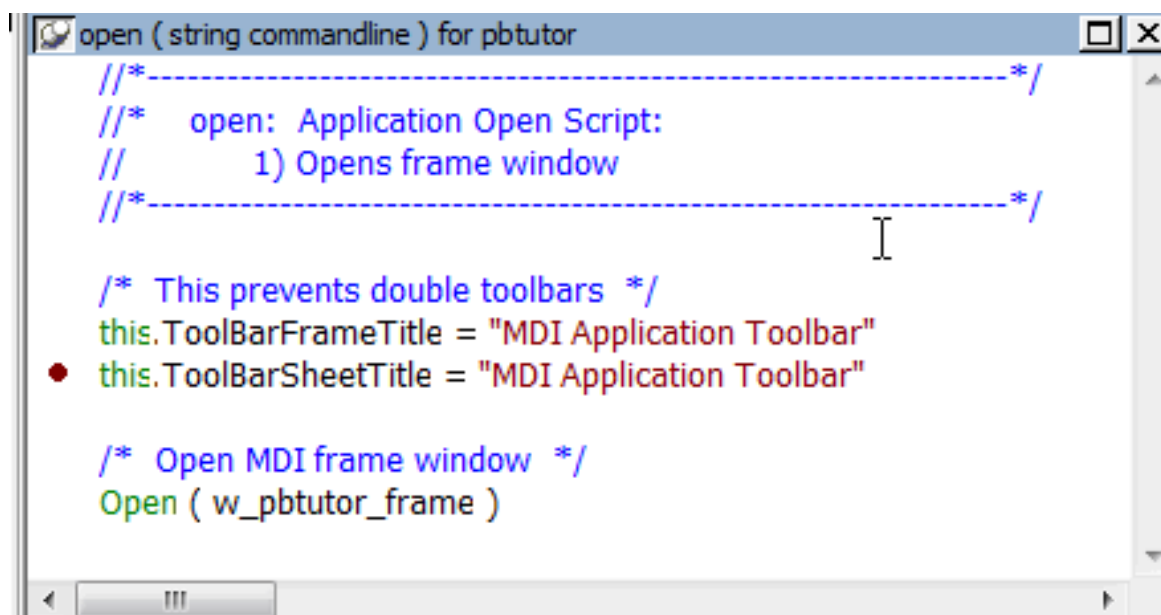 open ( string commandline ) for pbtutor
//*-----------------------------------------------------------------*/
//*    open:  Application Open Script:
//           1) Opens frame window
//*-----------------------------------------------------------------*/
/*  This prevents double toolbars  */
this.ToolBarFrameTitle = "MDI Application Toolbar"
this.ToolBarSheetTitle = "MDI Application Toolbar"
/*  Open MDI frame window  */
Open ( w_pbtutor_frame )